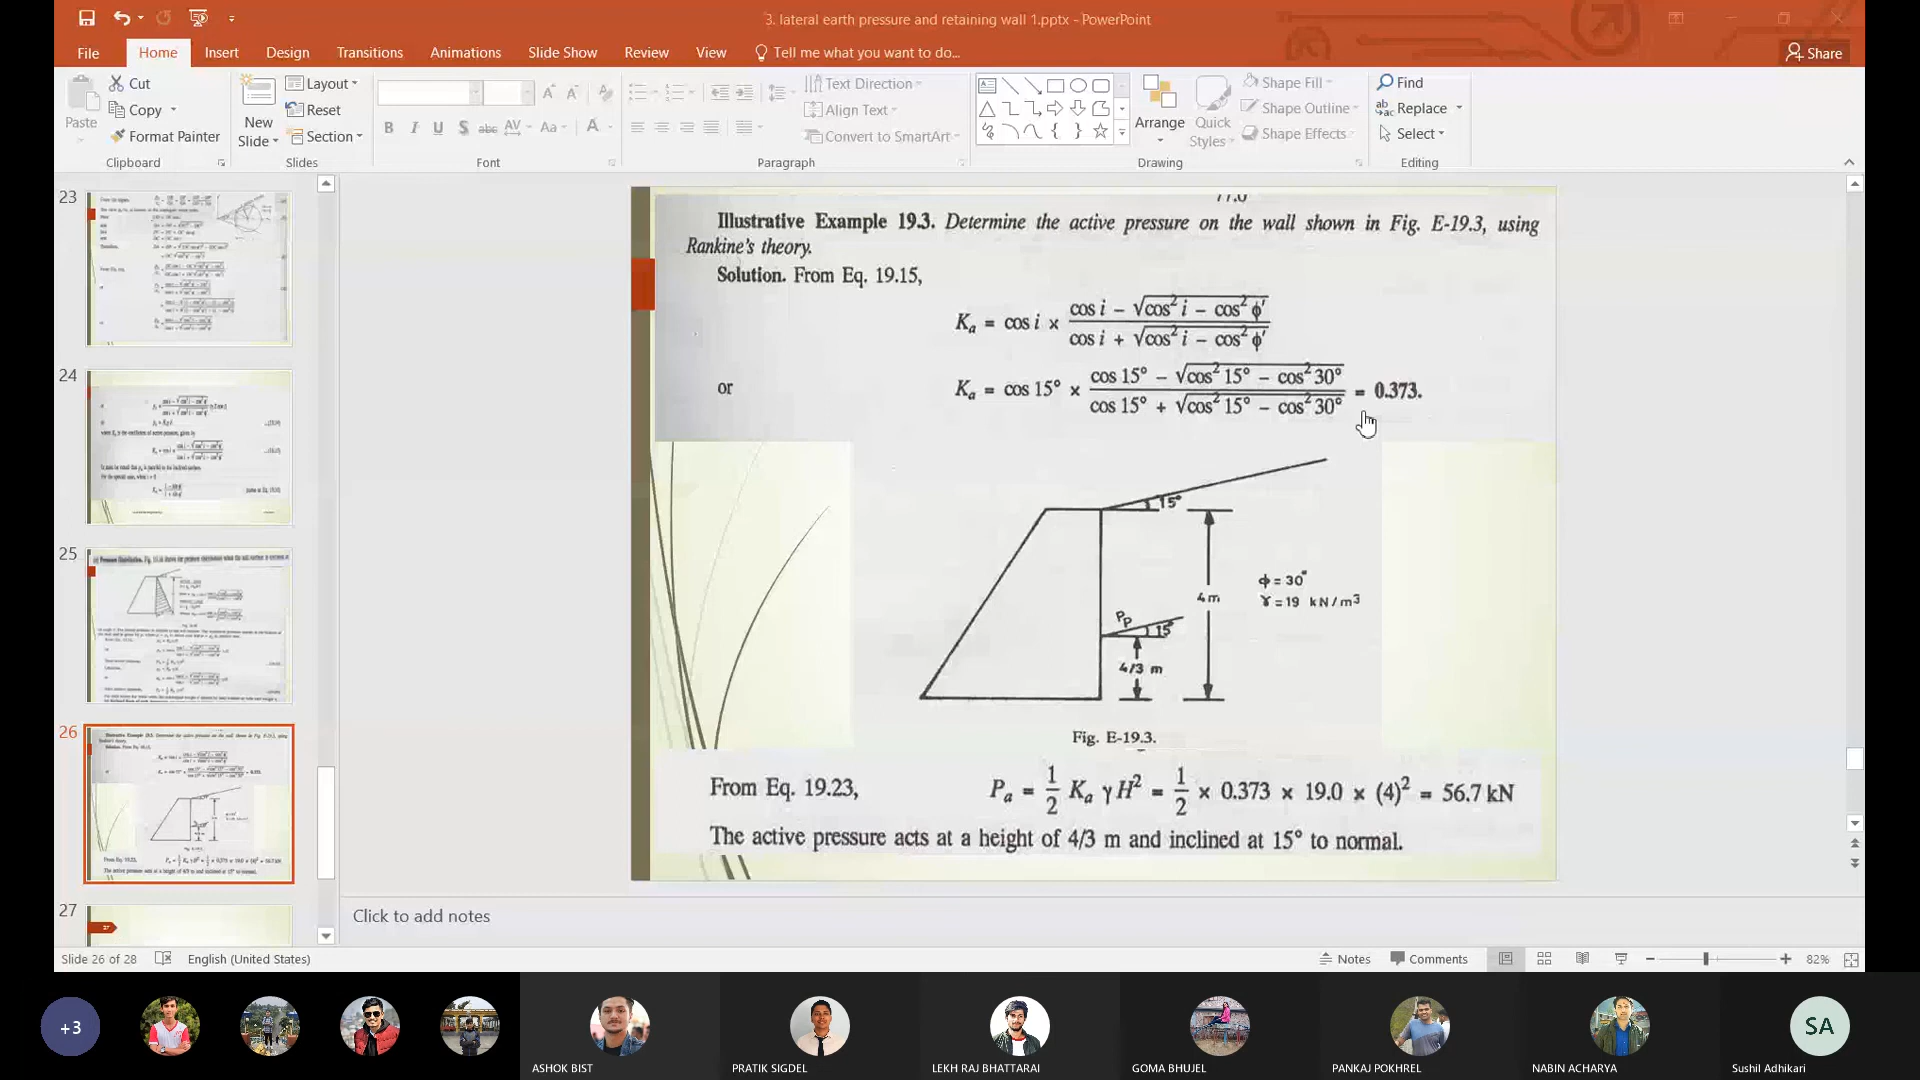 3. lateral earth pressure and retaining wall 1.pptx - PowerPoint
File Home Insert Design Transitions Animations Slide Show Review View Tell me what you want to do... Share
Paste
Cut
Copy
Format Painter
Clipboard
New Slide
Layout
Reset
Section
Slides
B I U S abc AV Aa A
Font
Text Direction
Align Text
Convert to SmartArt
Paragraph
Arrange
Quick Styles
Shape Fill
Shape Outline
Shape Effects
Drawing
Find
Replace
Select
Editing
23
24
25
26
27
Illustrative Example 19.3. Determine the active pressure on the wall shown in Fig. E-19.3, using
Rankine's theory.
Solution. From Eq. 19.15,
Kₐ = cos i × (cos i − √(cos² i − cos² ϕ′)) / (cos i + √(cos² i − cos² ϕ′))
or Kₐ = cos 15° × (cos 15° − √(cos² 15° − cos² 30°)) / (cos 15° + √(cos² 15° − cos² 30°)) = 0.373.
15°
4m
ϕ = 30°
γ = 19 kN/m³
Pₚ
15°
4/3 m
Fig. E-19.3.
From Eq. 19.23, Pₐ = 1/2 Kₐ γ H² = 1/2 × 0.373 × 19.0 × (4)² = 56.7 kN
The active pressure acts at a height of 4/3 m and inclined at 15° to normal.
Click to add notes
Slide 26 of 28 English (United States) Notes Comments 82%
+3
SA
ASHOK BIST PRATIK SIGDEL LEKH RAJ BHATTARAI GOMA BHUJEL PANKAJ POKHREL NABIN ACHARYA Sushil Adhikari